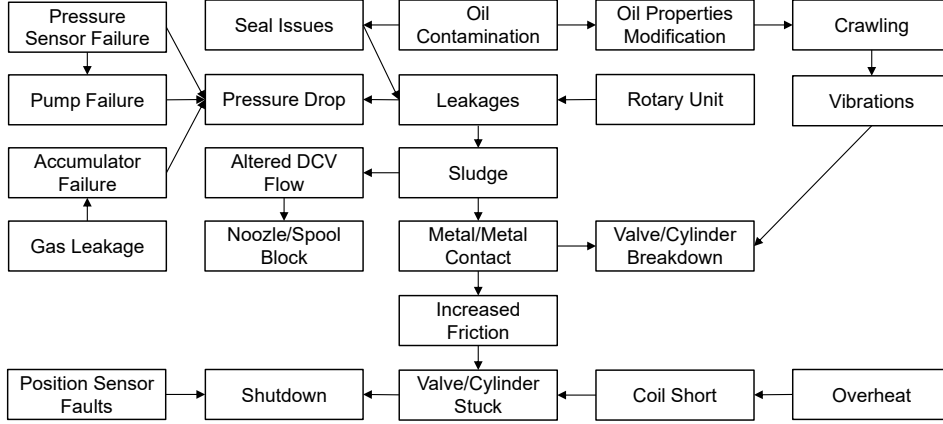 Pressure
Sensor Failure
Seal Issues
Oil
Contamination
Oil Properties
Modification
Crawling
Pump Failure
Pressure Drop
Leakages
Rotary Unit
Vibrations
Accumulator
Failure
Altered DCV
Flow
Sludge
Gas Leakage
Noozle/Spool
Block
Metal/Metal
Contact
Valve/Cylinder
Breakdown
Increased
Friction
Position Sensor
Faults
Shutdown
Valve/Cylinder
Stuck
Coil Short
Overheat